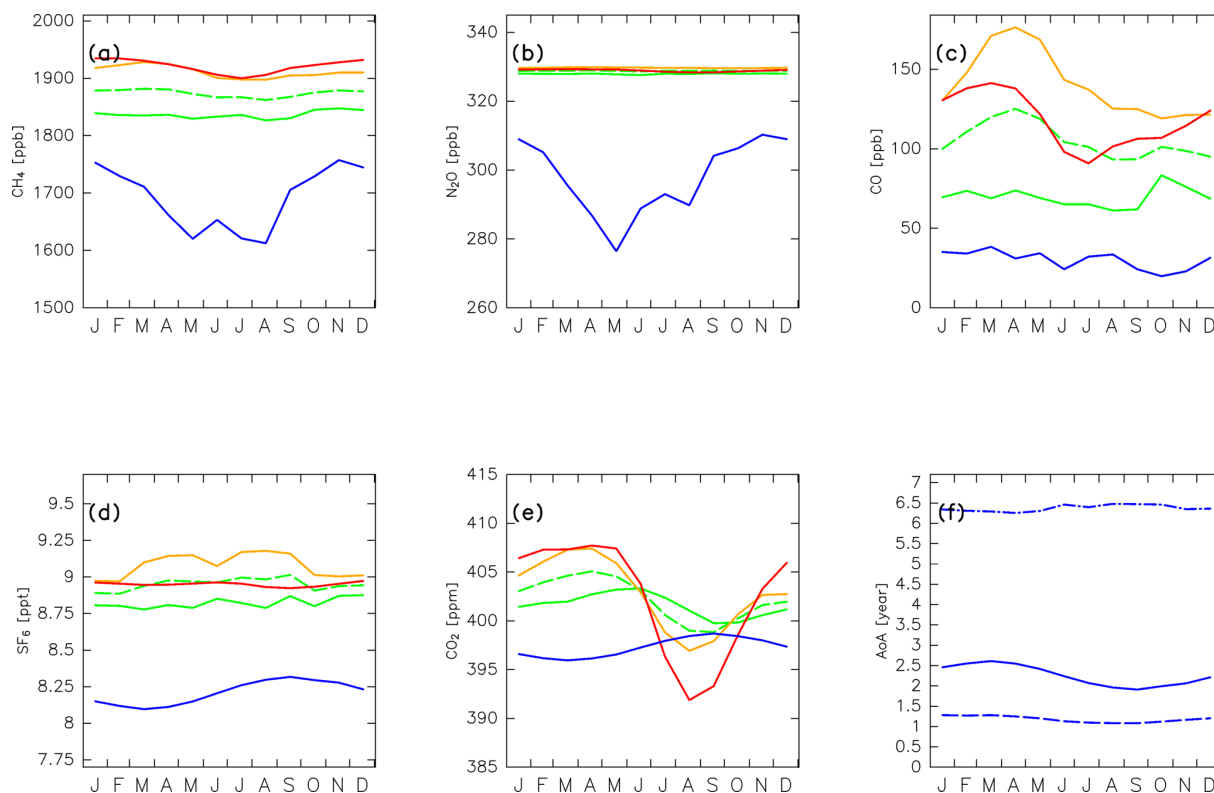 2000
1900
1800
1700
1600
1500
CH4 [ppb]
(a)
J F M A M J J A S O N D
340
320
300
280
260
N2O [ppb]
(b)
J F M A M J J A S O N D
150
100
50
0
CO [ppb]
(c)
J F M A M J J A S O N D
9.5
9.25
9
8.75
8.5
8.25
8
7.75
SF6 [ppt]
(d)
J F M A M J J A S O N D
415
410
405
400
395
390
385
CO2 [ppm]
(e)
J F M A M J J A S O N D
7
6.5
6
5.5
5
4.5
4
3.5
3
2.5
2
1.5
1
0.5
0
AoA [year]
(f)
J F M A M J J A S O N D